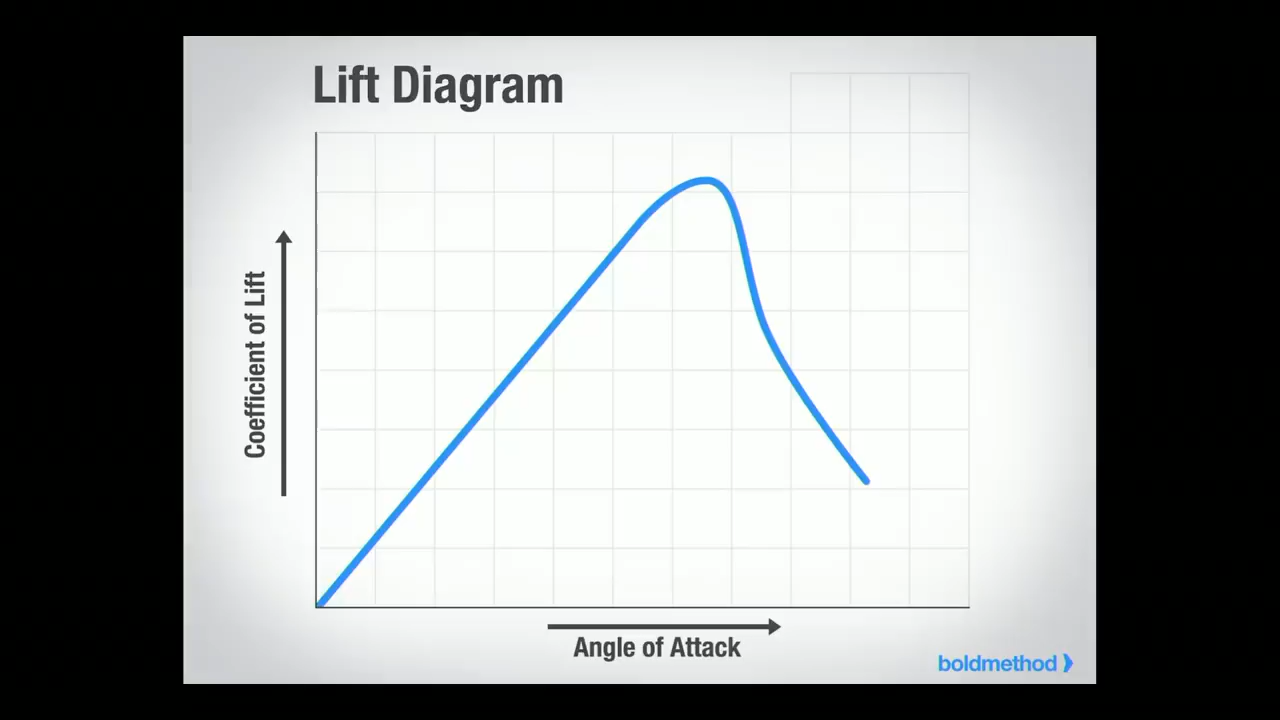 Lift Diagram
Coefficient of Lift
Angle of Attack
boldmethod